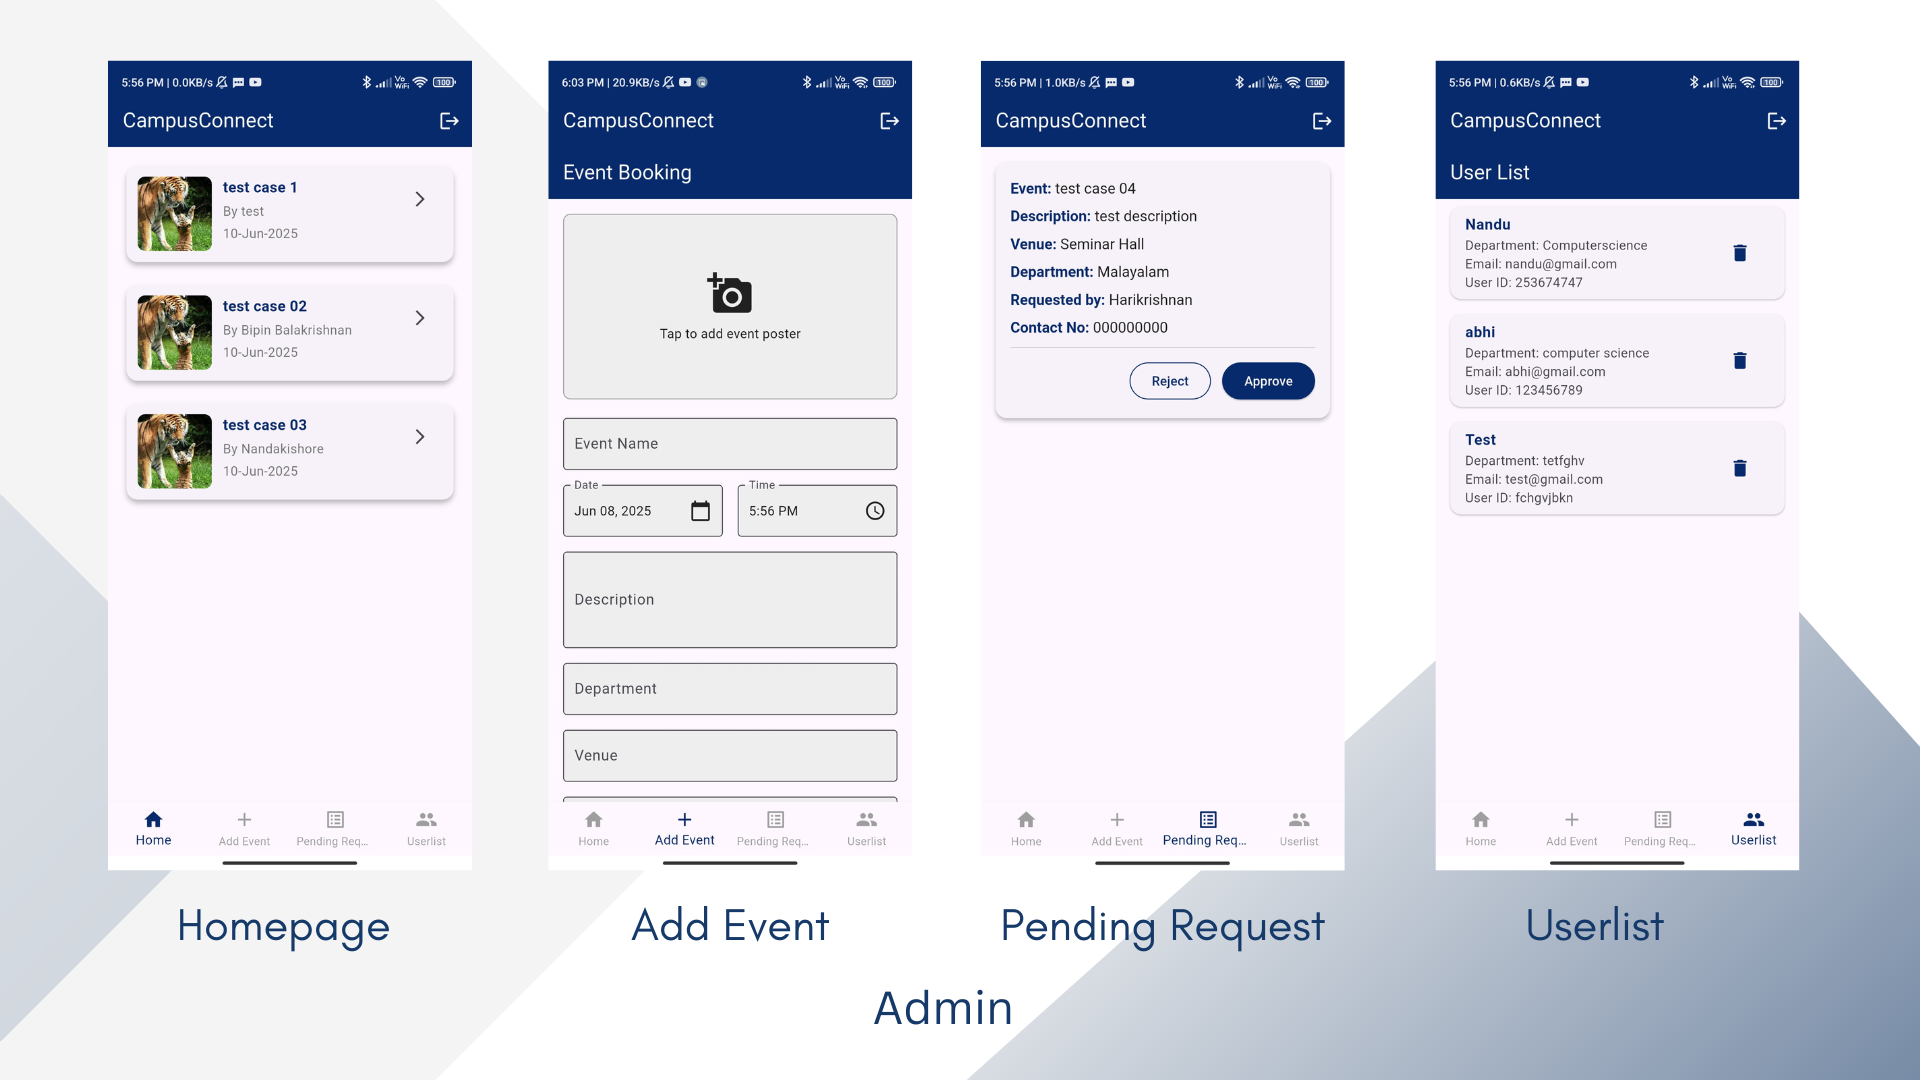 5:56 PM | 0.0KB/s
Vo WiFi 100
CampusConnect
test case 1
By test
10-Jun-2025
test case 02
By Bipin Balakrishnan
10-Jun-2025
test case 03
By Nandakishore
10-Jun-2025
Home
Add Event
Pending Req...
Userlist
Homepage
6:03 PM | 20.9KB/s
Vo WiFi 100
CampusConnect
Event Booking
Tap to add event poster
Event Name
Date
Jun 08, 2025
Time
5:56 PM
Description
Department
Venue
Home
Add Event
Pending Req...
Userlist
Add Event
5:56 PM | 1.0KB/s
Vo WiFi 100
CampusConnect
Event: test case 04
Description: test description
Venue: Seminar Hall
Department: Malayalam
Requested by: Harikrishnan
Contact No: 000000000
Reject
Approve
Home
Add Event
Pending Req...
Userlist
Pending Request
5:56 PM | 0.6KB/s
Vo WiFi 100
CampusConnect
User List
Nandu
Department: Computerscience
Email: nandu@gmail.com
User ID: 253674747
abhi
Department: computer science
Email: abhi@gmail.com
User ID: 123456789
Test
Department: tetfghv
Email: test@gmail.com
User ID: fchgvjbkn
Home
Add Event
Pending Req...
Userlist
Userlist
Admin